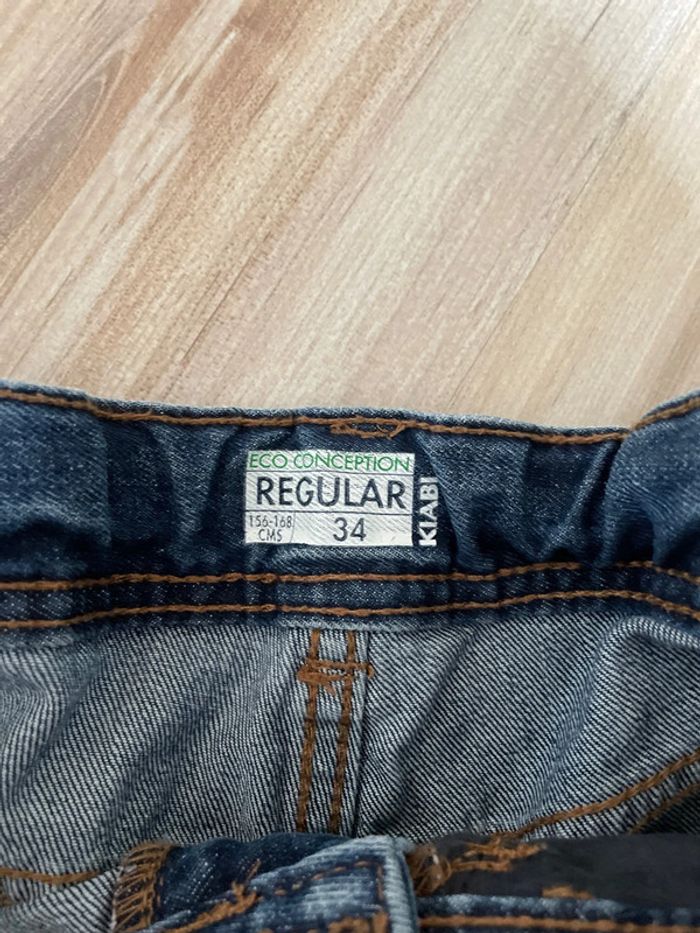 ECO CONCEPTION
REGULAR
156-168
CMS
34
KIABI